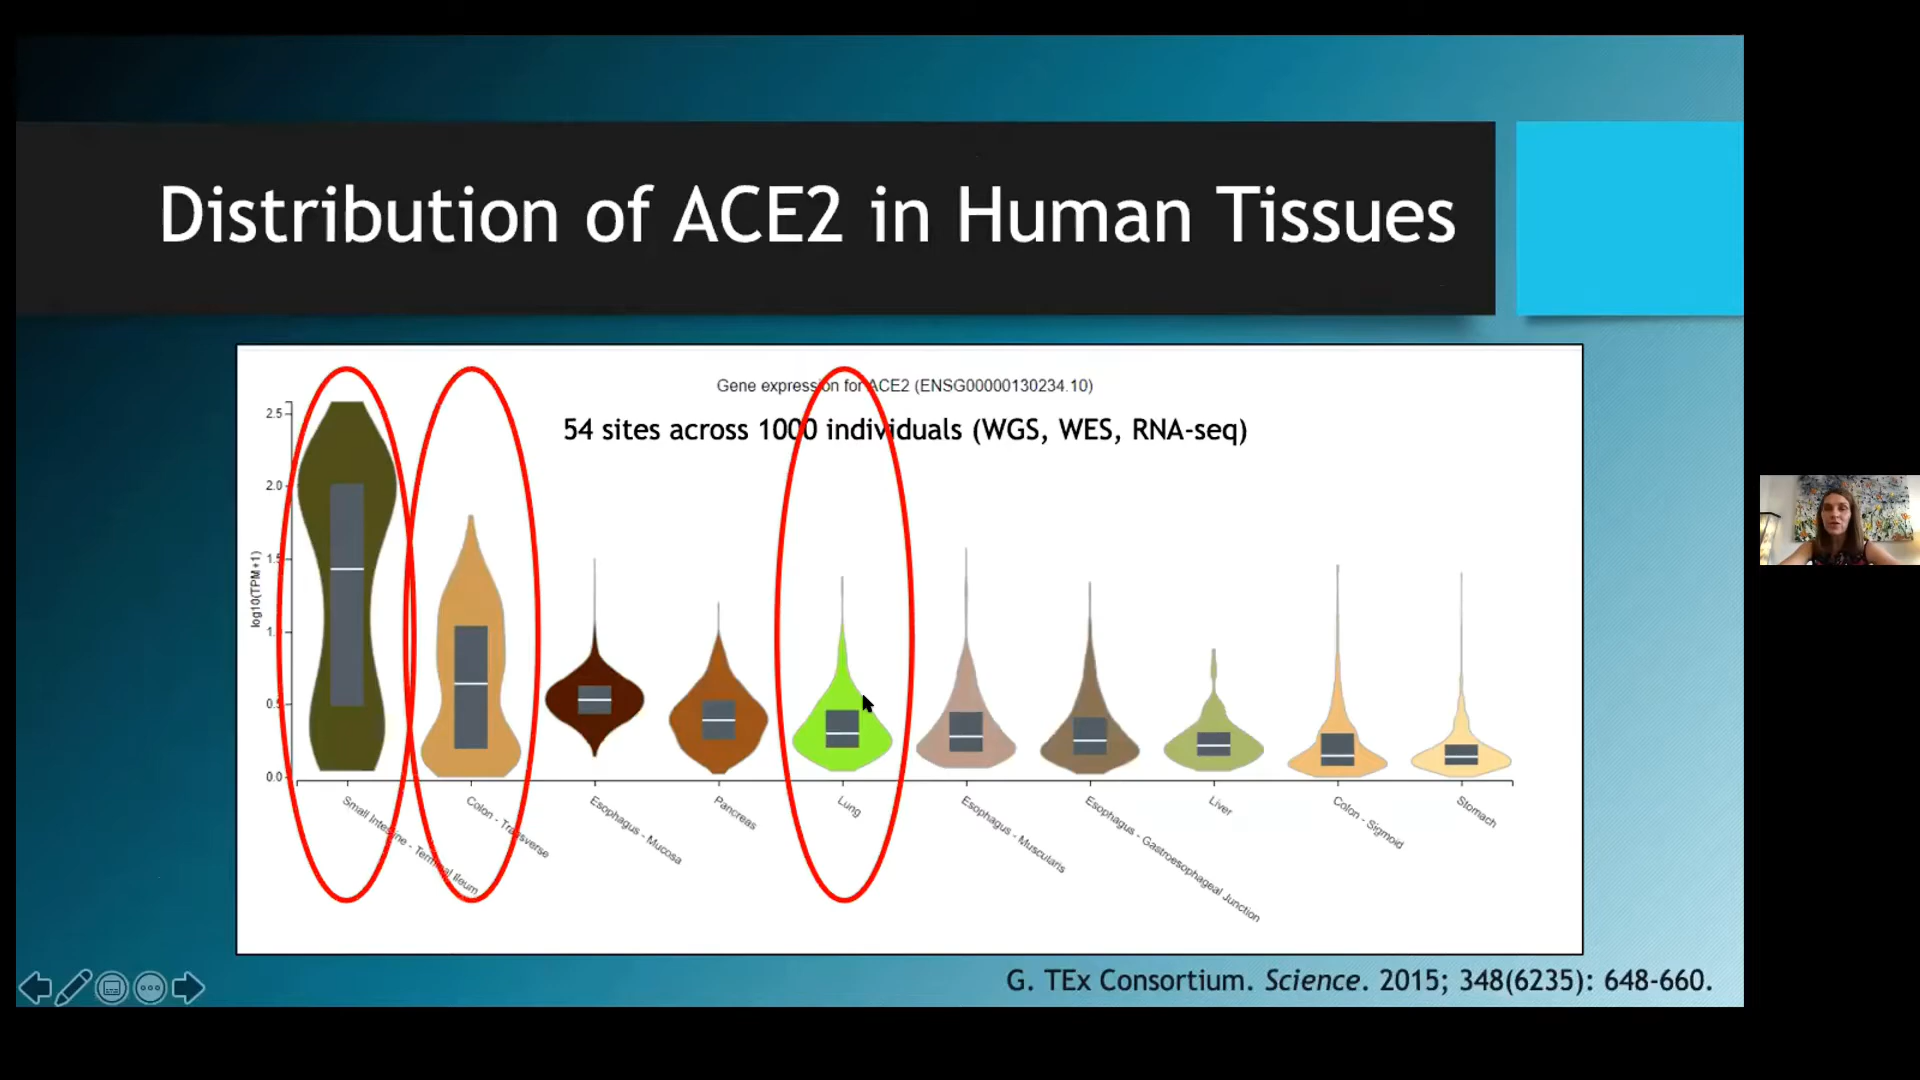 Distribution of ACE2 in Human Tissues
Gene expression for ACE2 (ENSG00000130234.10)
54 sites across 1000 individuals (WGS, WES, RNA-seq)
log10(TPM+1)
2.5
2.0
1.5
1.
0.5
0.0
Small Intestine - Terminal Ileum
Colon - Transverse
Esophagus - Mucosa
Pancreas
Lung
Esophagus - Muscularis
Esophagus - Gastroesophageal Junction
Liver
Colon - Sigmoid
Stomach
G. TEx Consortium. Science. 2015; 348(6235): 648-660.